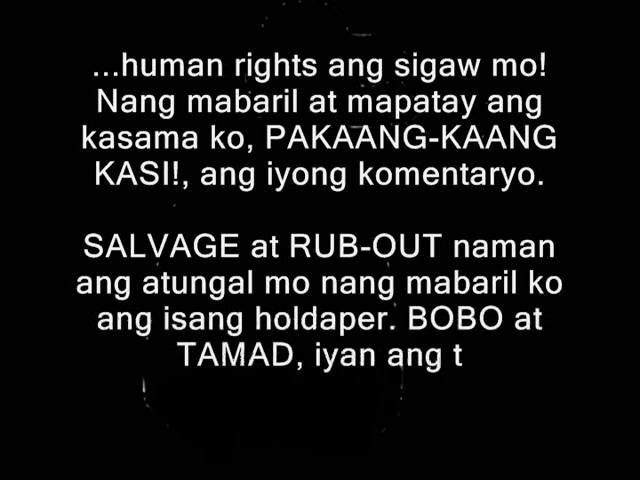 ...human rights ang sigaw mo!
Nang mabaril at mapatay ang
kasama ko, PAKAANG-KAANG
KASI!, ang iyong komentaryo.
SALVAGE at RUB-OUT naman
ang atungal mo nang mabaril ko
ang isang holdaper. BOBO at
TAMAD, iyan ang t